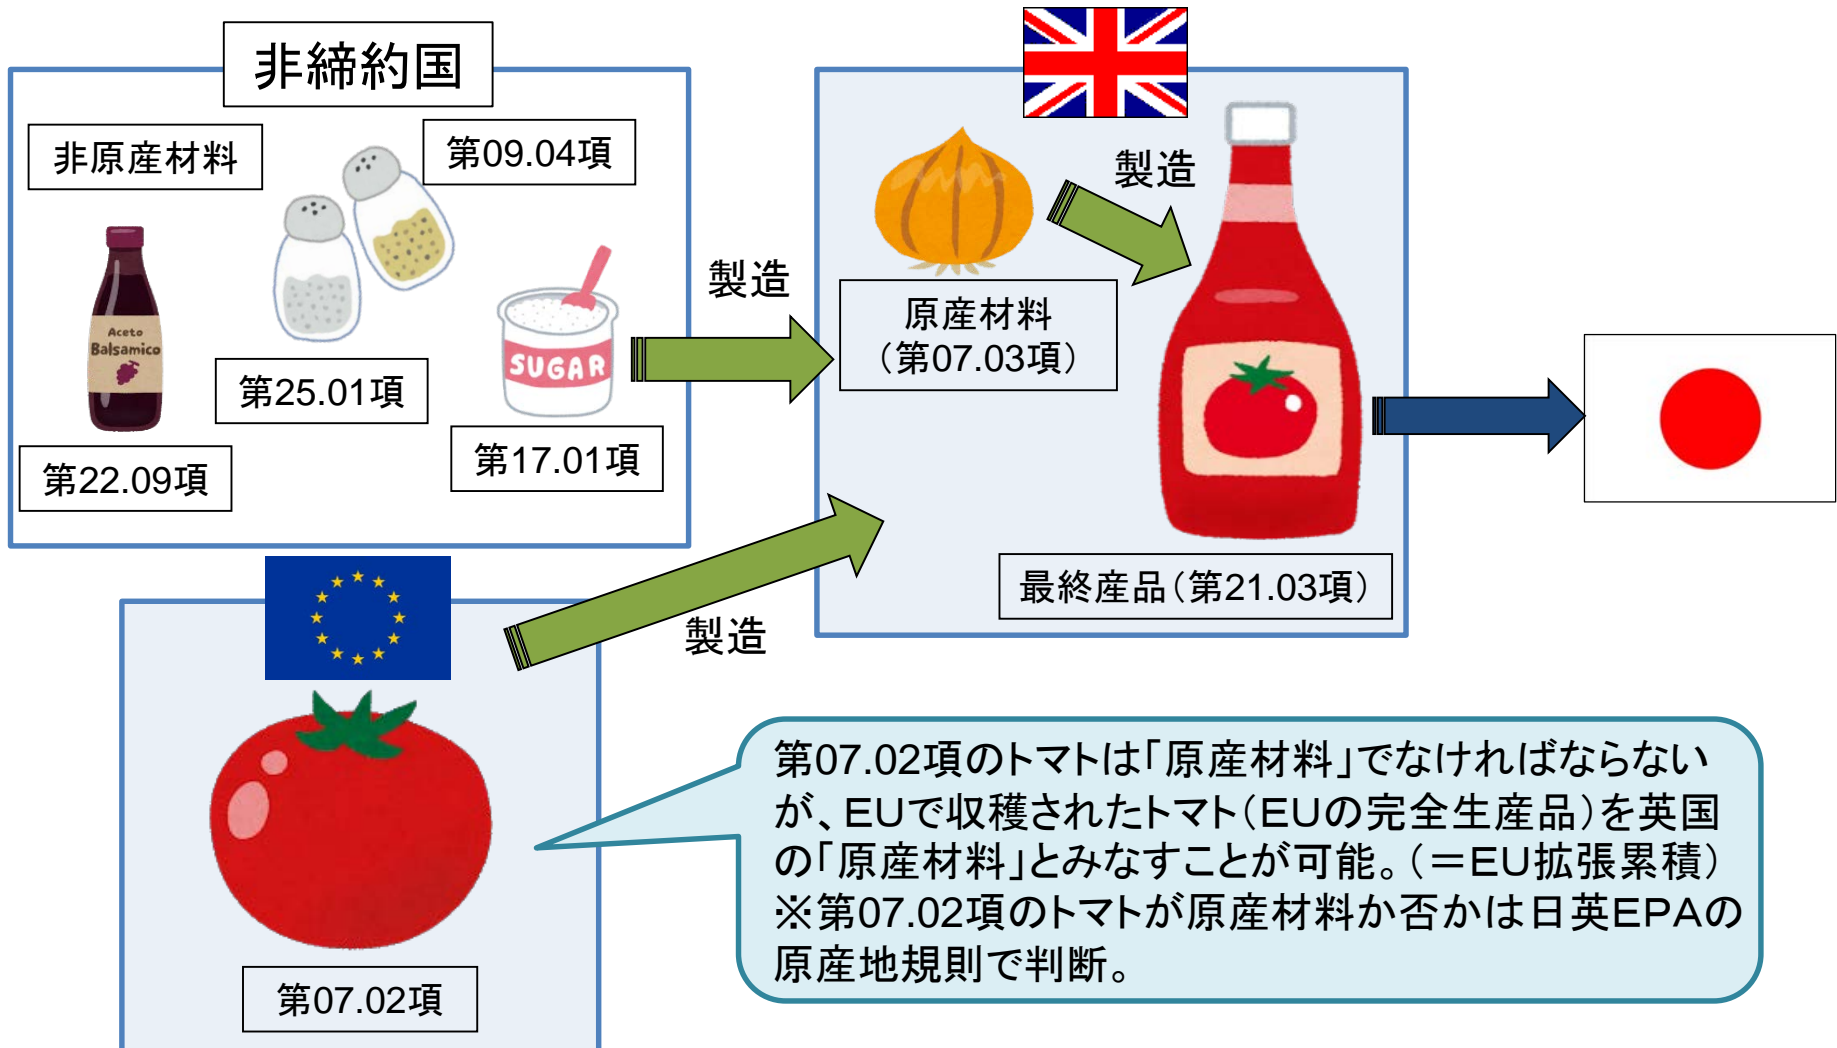 非締約国
非原産材料
第09.04項
Aceto
Balsamico
第25.01項
SUGAR
第22.09項
第17.01項
製造
製造
原産材料
（第07.03項）
最終産品（第21.03項）
製造
第07.02項
第07.02項のトマトは「原産材料」でなければならない
が、EUで収穫されたトマト（EUの完全生産品）を英国
の「原産材料」とみなすことが可能。（＝EU拡張累積）
※第07.02項のトマトが原産材料か否かは日英EPAの
原産地規則で判断。